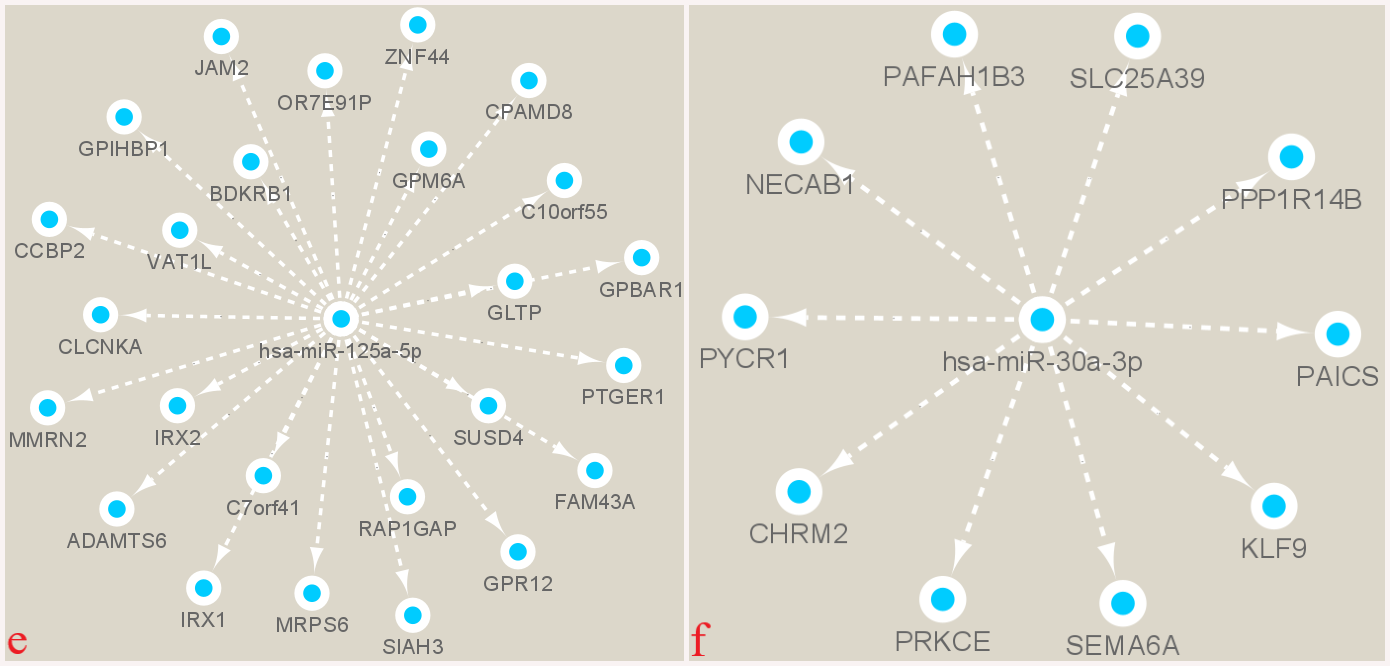 ZNF44
JAM2
OR7E91P
CPAMD8
GPIHBP1
GPM6A
BDKRB1
C10orf55
CCBP2
VAT1L
GPBAR1
GLTP
CLCNKA
hsa-miR-125a-5p
PTGER1
MMRN2
IRX2
SUSD4
FAM43A
C7orf41
RAP1GAP
ADAMTS6
GPR12
IRX1
MRPS6
SIAH3
e
PAFAH1B3
SLC25A39
NECAB1
PPP1R14B
PYCR1
hsa-miR-30a-3p
PAICS
CHRM2
KLF9
PRKCE
SEMA6A
f